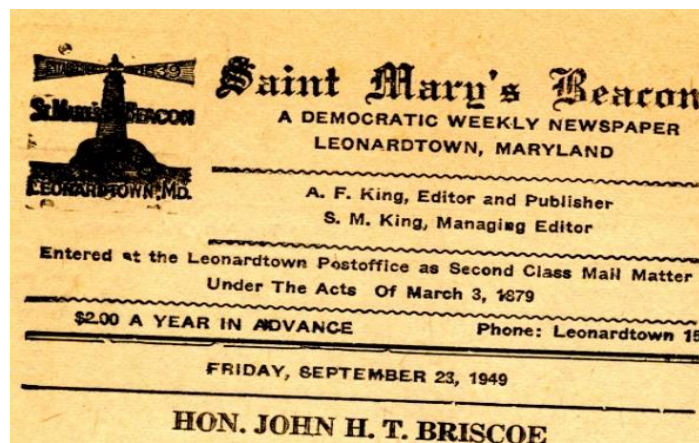 1839
ST. MARY'S BEACON
LEONARDTOWN, MD.
Saint Mary's Beacon
A DEMOCRATIC WEEKLY NEWSPAPER
LEONARDTOWN, MARYLAND
A. F. King, Editor and Publisher
S. M. King, Managing Editor
Entered at the Leonardtown Postoffice as Second Class Mail Matter
Under The Acts Of March 3, 1879
$2.00 A YEAR IN ADVANCE Phone: Leonardtown 15
FRIDAY, SEPTEMBER 23, 1949
HON. JOHN H. T. BRISCOE